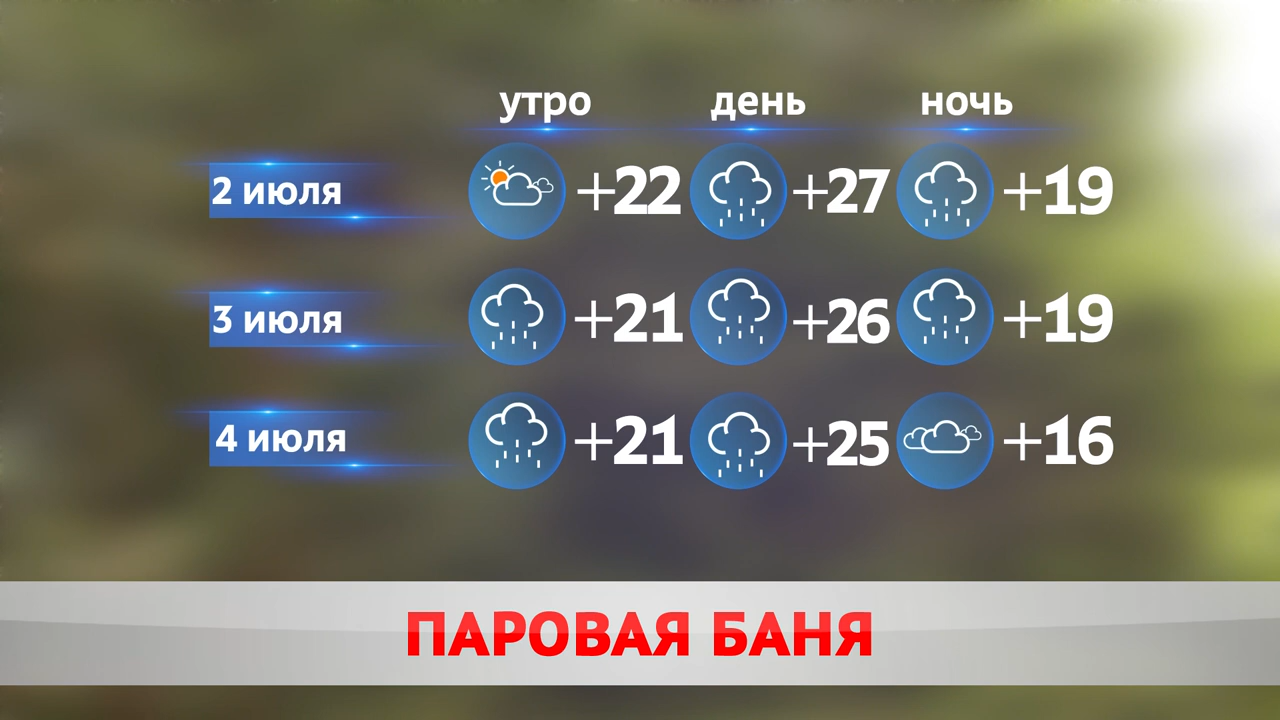 утро день ночь
2 июля +22 +27 +19
3 июля +21 +26 +19
4 июля +21 +25 +16
ПАРОВАЯ БАНЯ